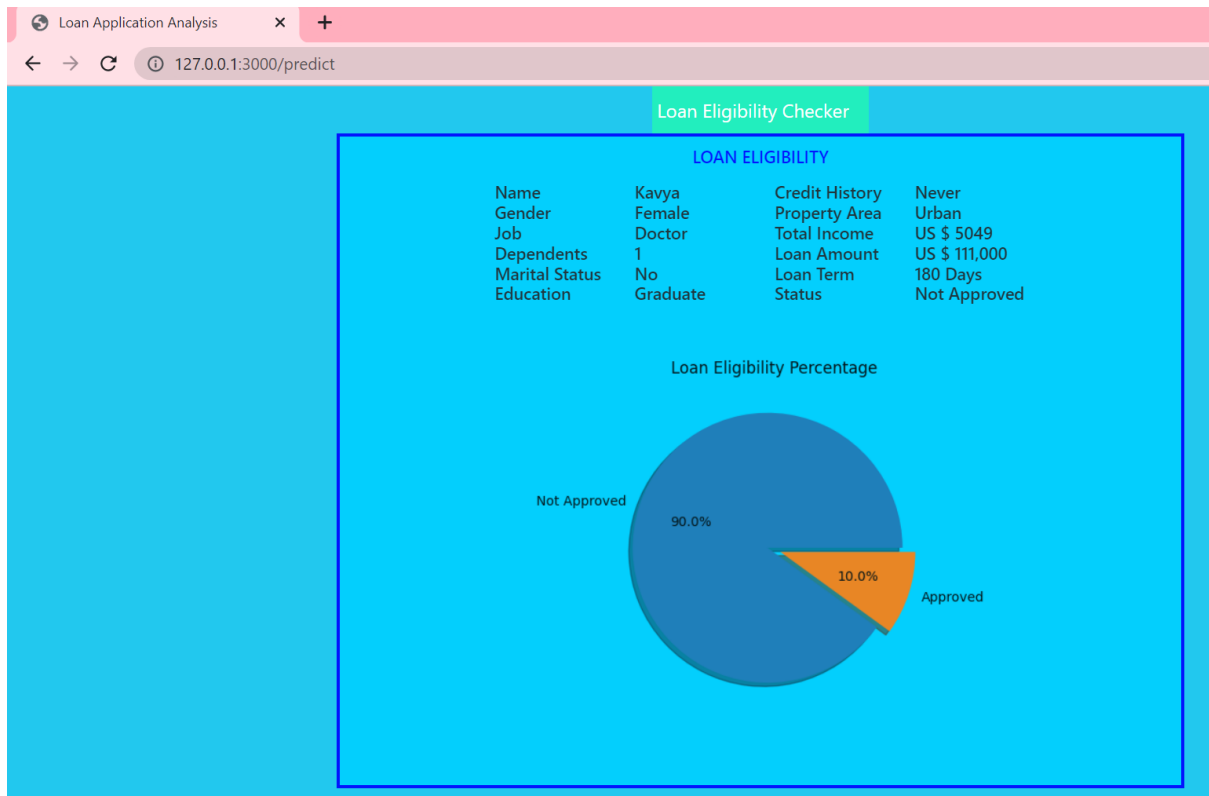 Loan Application Analysis
127.0.0.1:3000/predict
Loan Eligibility Checker
LOAN ELIGIBILITY
Name Kavya Credit History Never
Gender Female Property Area Urban
Job Doctor Total Income US $ 5049
Dependents 1 Loan Amount US $ 111,000
Marital Status No Loan Term 180 Days
Education Graduate Status Not Approved
Loan Eligibility Percentage
Not Approved
90.0%
10.0%
Approved